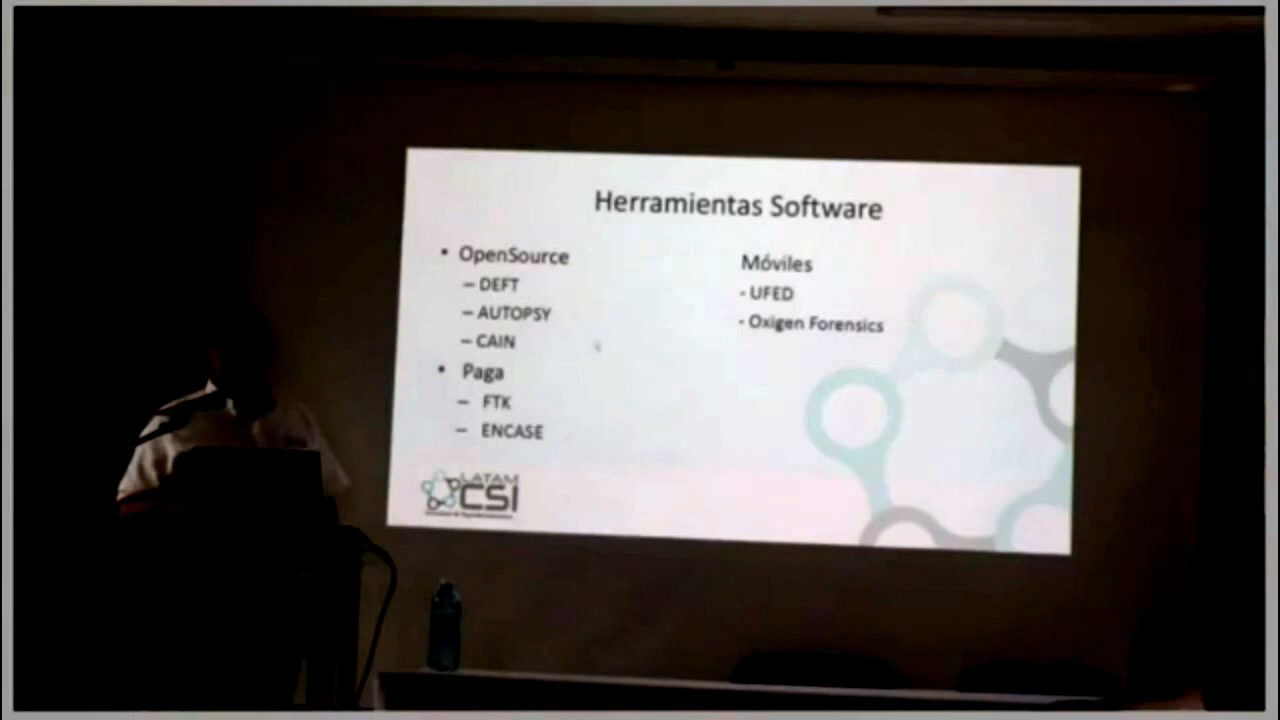 Herramientas Software
• OpenSource
– DEFT
– AUTOPSY
– CAIN
• Paga
– FTK
– ENCASE
Móviles
- UFED
- Oxigen Forensics
LATAM
CSI